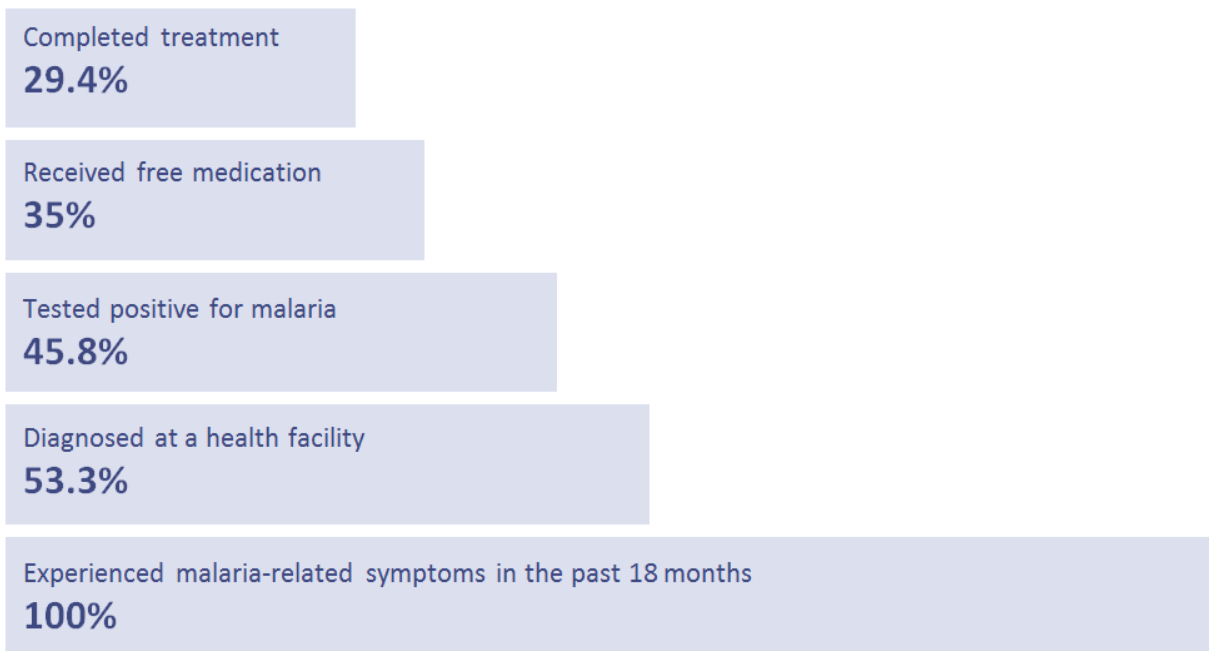 Completed treatment
29.4%
Received free medication
35%
Tested positive for malaria
45.8%
Diagnosed at a health facility
53.3%
Experienced malaria-related symptoms in the past 18 months
100%